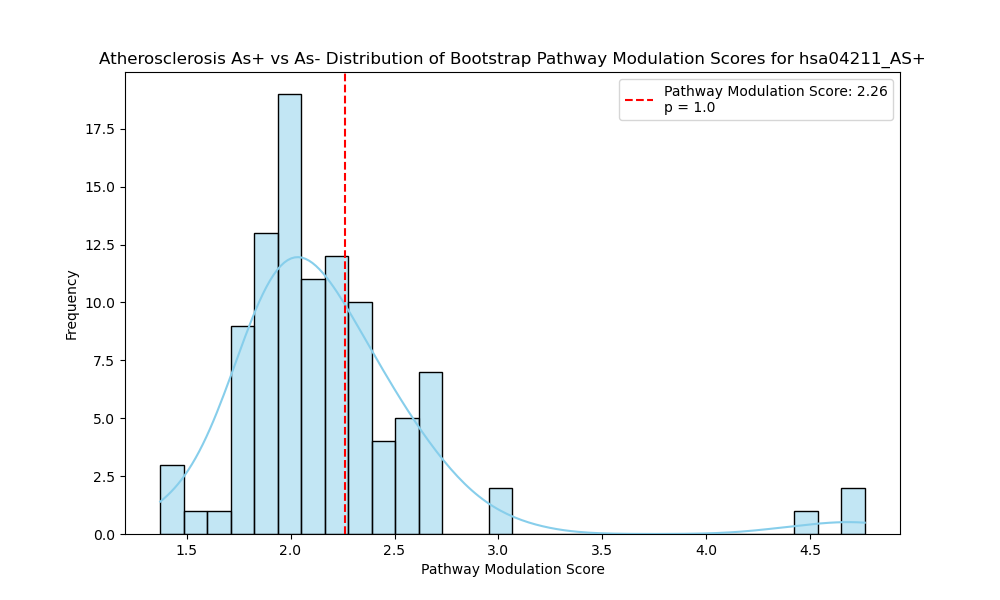 Atherosclerosis As+ vs As- Distribution of Bootstrap Pathway Modulation Scores for hsa04211_AS+
Pathway Modulation Score: 2.26
p = 1.0
Frequency
17.5
15.0
12.5
10.0
7.5
5.0
2.5
0.0
1.5 2.0 2.5 3.0 3.5 4.0 4.5
Pathway Modulation Score